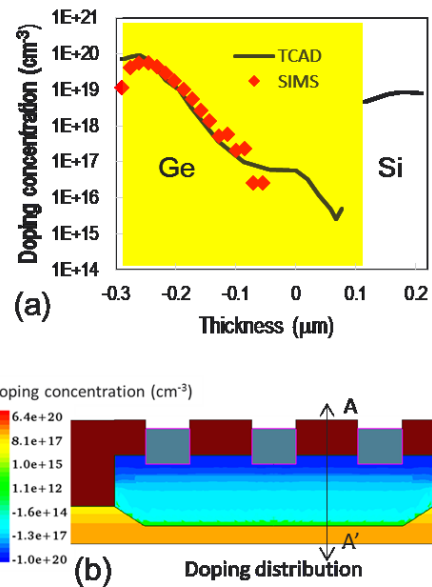 1E+21
1E+20
1E+19
1E+18
1E+17
1E+16
1E+15
1E+14
Doping concentration (cm-3)
TCAD
SIMS
Ge
Si
-0.3 -0.2 -0.1 0 0.1 0.2
Thickness (μm)
(a)
oping concentration (cm-3)
6.4e+20
8.1e+17
1.0e+15
-1.6e+14
-1.3e+17
-1.0e+20
A
A'
(b)
Doping distribution